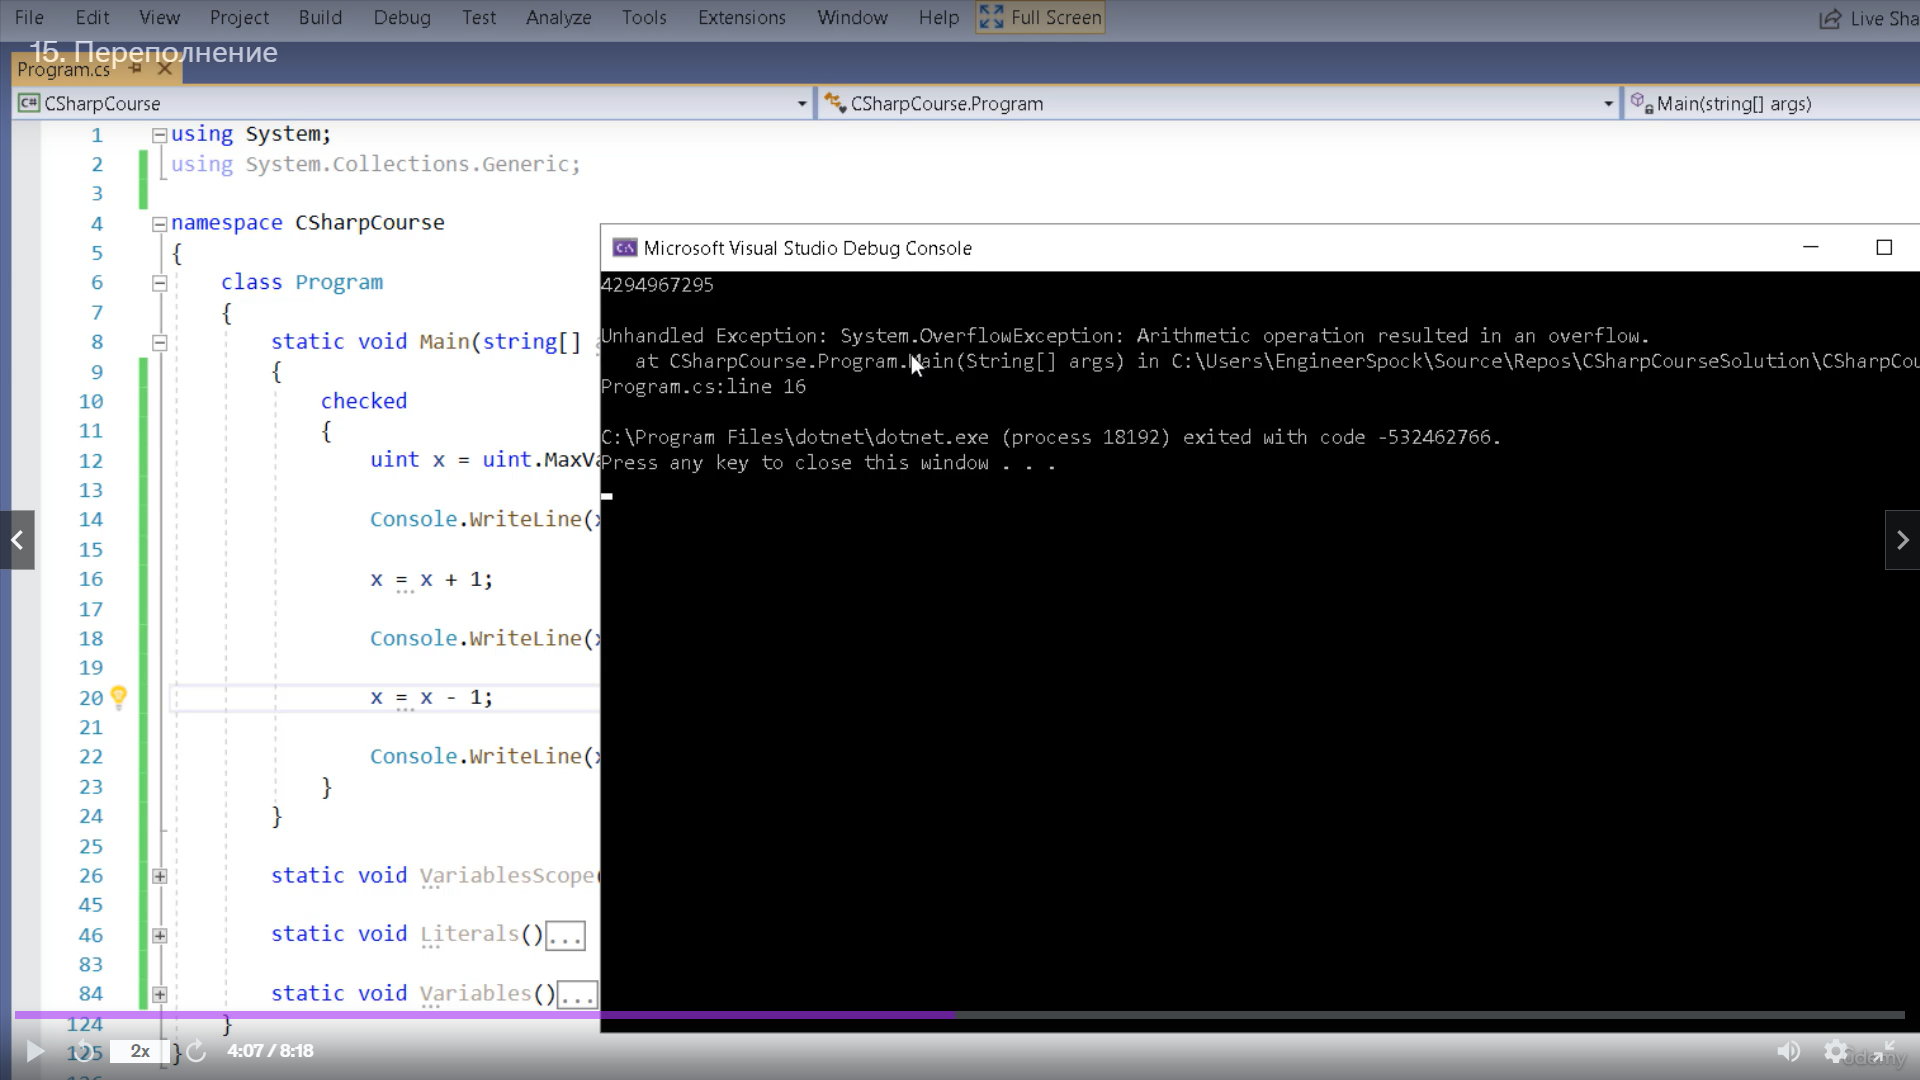 File Edit View Project Build Debug Test Analyze Tools Extensions Window Help Full Screen Live Sha
15. Переполнение
Program.cs
C# CSharpCourse CSharpCourse.Program Main(string[] args)
1 using System;
2 using System.Collections.Generic;
3
4 namespace CSharpCourse
5 {
6 class Program
7 {
8 static void Main(string[]
9 {
10 checked
11 {
12 uint x = uint.MaxVa
13
14 Console.WriteLine(x
15
16 x = x + 1;
17
18 Console.WriteLine(x
19
20 x = x - 1;
21
22 Console.WriteLine(x
23 }
24 }
25
26 static void VariablesScope(
45
46 static void Literals()...
83
84 static void Variables()...
124 }
125 }
Microsoft Visual Studio Debug Console
4294967295
Unhandled Exception: System.OverflowException: Arithmetic operation resulted in an overflow.
at CSharpCourse.Program.Main(String[] args) in C:\Users\EngineerSpock\Source\Repos\CSharpCourseSolution\CSharpCou
Program.cs:line 16
C:\Program Files\dotnet\dotnet.exe (process 18192) exited with code -532462766.
Press any key to close this window . . .
2x 4:07 / 8:18
ûdemy